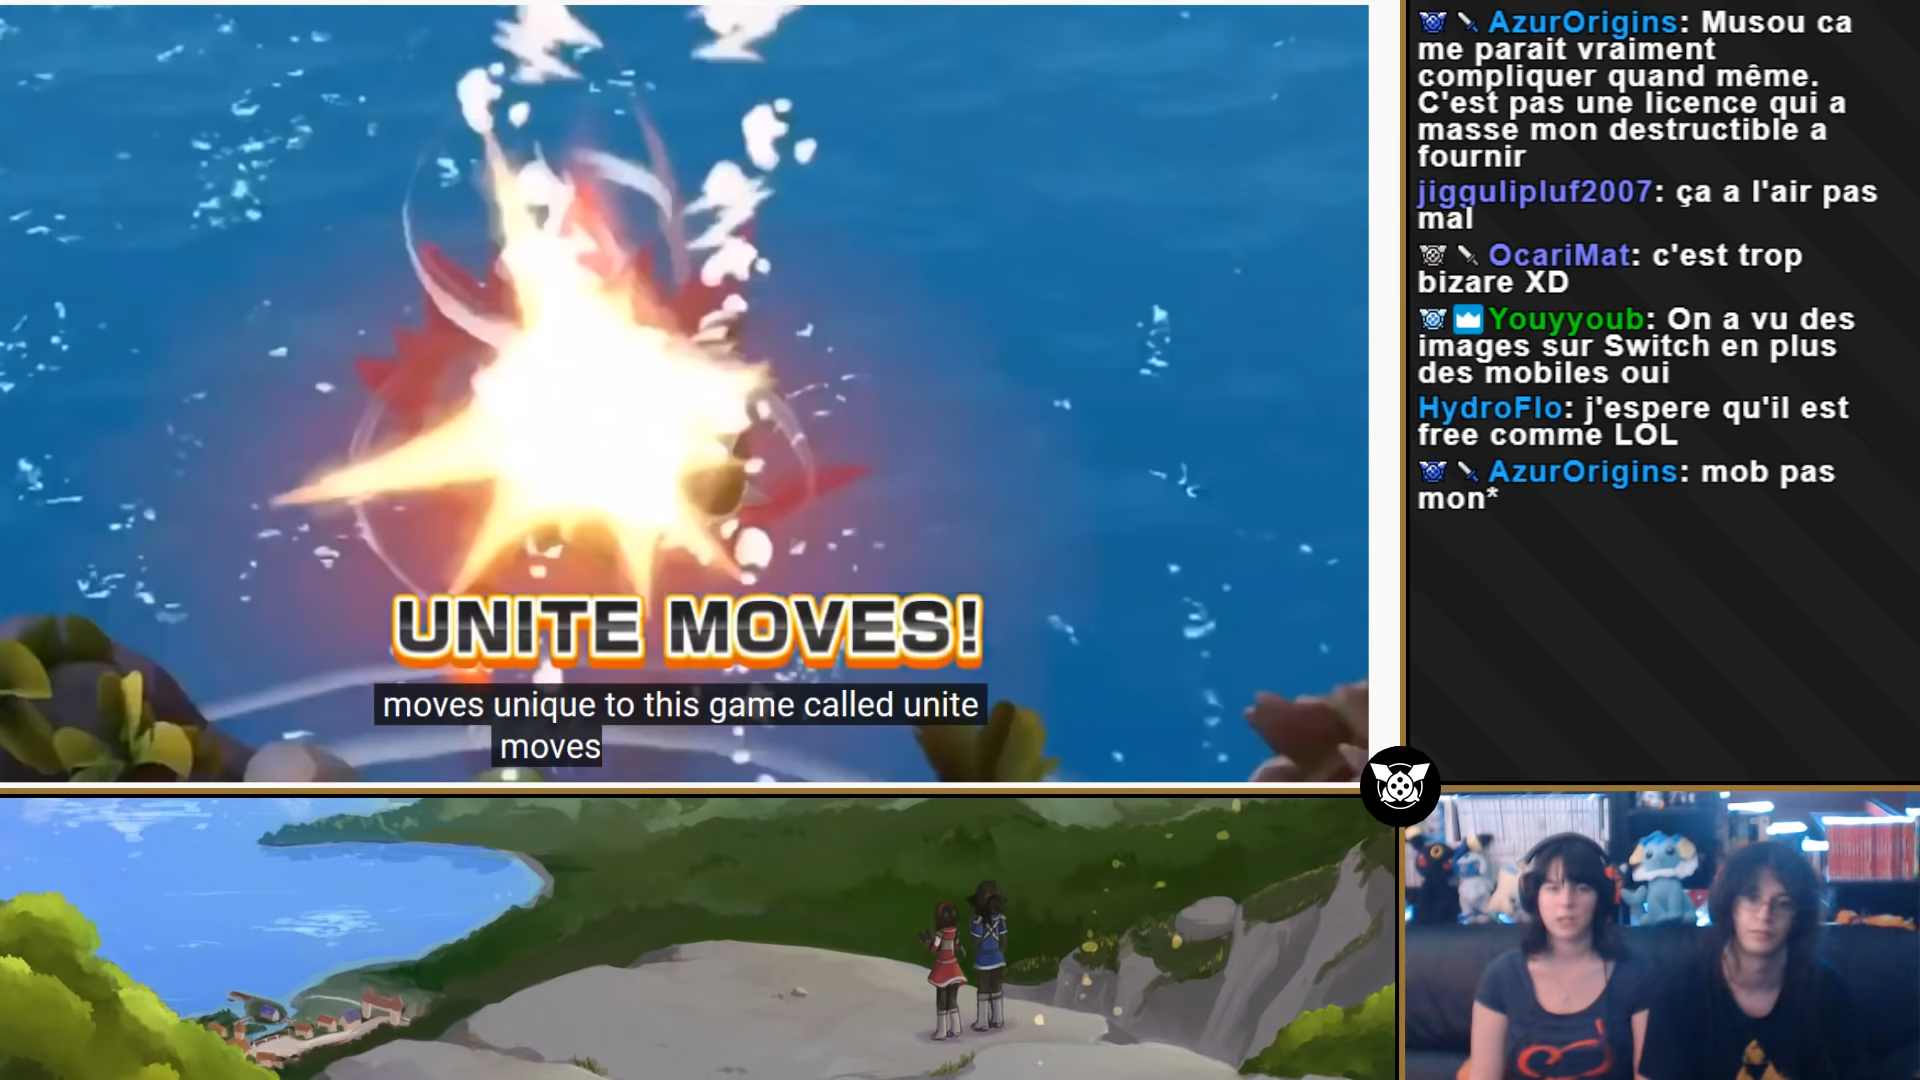 UNITE MOVES!
moves unique to this game called unite
moves
AzurOrigins: Musou ca
me parait vraiment
compliquer quand même.
C'est pas une licence qui a
masse mon destructible a
fournir
jiggulipluf2007: ça a l'air pas
mal
OcariMat: c'est trop
bizare XD
Youyyoub: On a vu des
images sur Switch en plus
des mobiles oui
HydroFlo: j'espere qu'il est
free comme LOL
AzurOrigins: mob pas
mon*